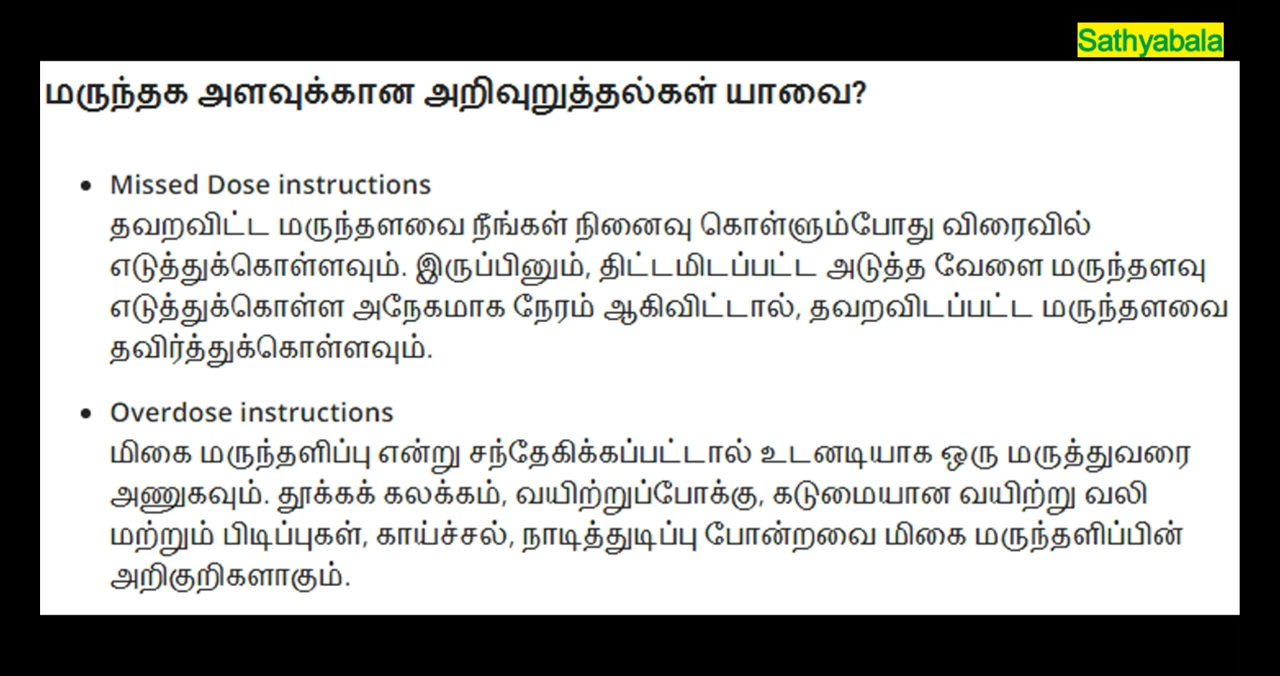 Sathyabala
மருந்தக அளவுக்கான அறிவுறுத்தல்கள் யாவை?
• Missed Dose instructions
தவறவிட்ட மருந்தளவை நீங்கள் நினைவு கொள்ளும்போது விரைவில்
எடுத்துக்கொள்ளவும். இருப்பினும், திட்டமிடப்பட்ட அடுத்த வேளை மருந்தளவு
எடுத்துக்கொள்ள அநேகமாக நேரம் ஆகிவிட்டால், தவறவிடப்பட்ட மருந்தளவை
தவிர்த்துக்கொள்ளவும்.
• Overdose instructions
மிகை மருந்தளிப்பு என்று சந்தேகிக்கப்பட்டால் உடனடியாக ஒரு மருத்துவரை
அணுகவும். தூக்கக் கலக்கம், வயிற்றுப்போக்கு, கடுமையான வயிற்று வலி
மற்றும் பிடிப்புகள், காய்ச்சல், நாடித்துடிப்பு போன்றவை மிகை மருந்தளிப்பின்
அறிகுறிகளாகும்.